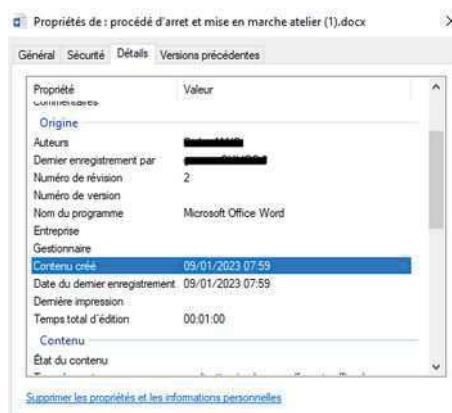 Propriétés de : procédé d'arret et mise en marche atelier (1).docx
Général Sécurité Détails Versions précédentes
Propriété Valeur
Commentaires
Origine
Auteurs
Dernier enregistrement par
Numéro de révision 2
Numéro de version
Nom du programme Microsoft Office Word
Entreprise
Gestionnaire
Contenu créé 09/01/2023 07:59
Date du dernier enregistrement 09/01/2023 07:59
Dernière impression
Temps total d'édition 00:01:00
Contenu
État du contenu
Supprimer les propriétés et les informations personnelles